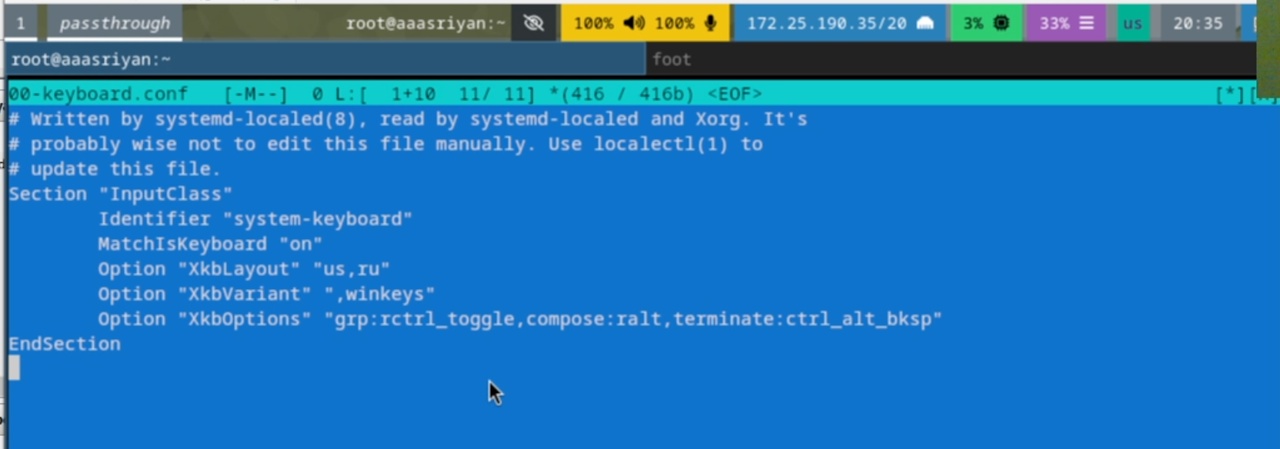 1 passthrough root@aaasriyan:~ 100% 100% 172.25.190.35/20 3% 33% us 20:35
root@aaasriyan:~ foot
00-keyboard.conf [-M--] 0 L:[ 1+10 11/ 11] *(416 / 416b) <EOF> [*]
# Written by systemd-localed(8), read by systemd-localed and Xorg. It's
# probably wise not to edit this file manually. Use localectl(1) to
# update this file.
Section "InputClass"
Identifier "system-keyboard"
MatchIsKeyboard "on"
Option "XkbLayout" "us,ru"
Option "XkbVariant" ",winkeys"
Option "XkbOptions" "grp:rctrl_toggle,compose:ralt,terminate:ctrl_alt_bksp"
EndSection